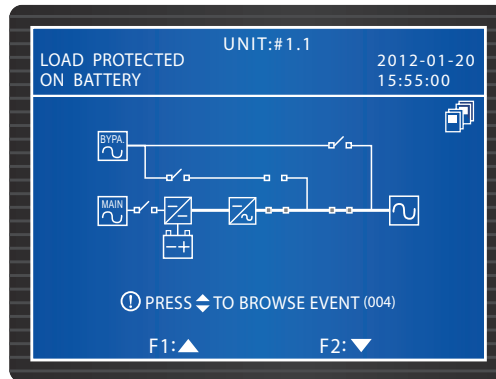 UNIT:#1.1
LOAD PROTECTED
ON BATTERY
2012-01-20
15:55:00
BYPA.
MAIN
PRESS TO BROWSE EVENT (004)
F1:
F2: